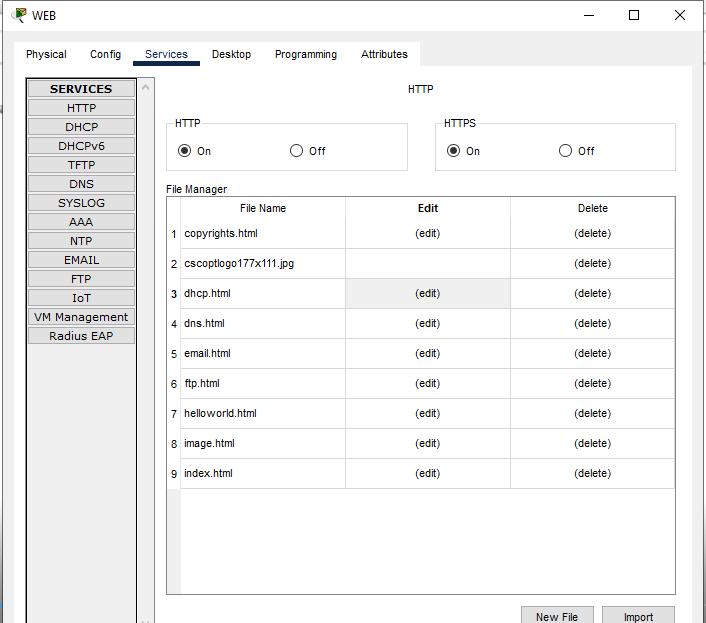 WEB
Physical Config Services Desktop Programming Attributes
SERVICES
HTTP
DHCP
DHCPv6
TFTP
DNS
SYSLOG
AAA
NTP
EMAIL
FTP
IoT
VM Management
Radius EAP
HTTP
HTTP
On Off
HTTPS
On Off
File Manager
File Name Edit Delete
1 copyrights.html (edit) (delete)
2 cscoptlogo177x111.jpg (delete)
3 dhcp.html (edit) (delete)
4 dns.html (edit) (delete)
5 email.html (edit) (delete)
6 ftp.html (edit) (delete)
7 helloworld.html (edit) (delete)
8 image.html (edit) (delete)
9 index.html (edit) (delete)
New File Import